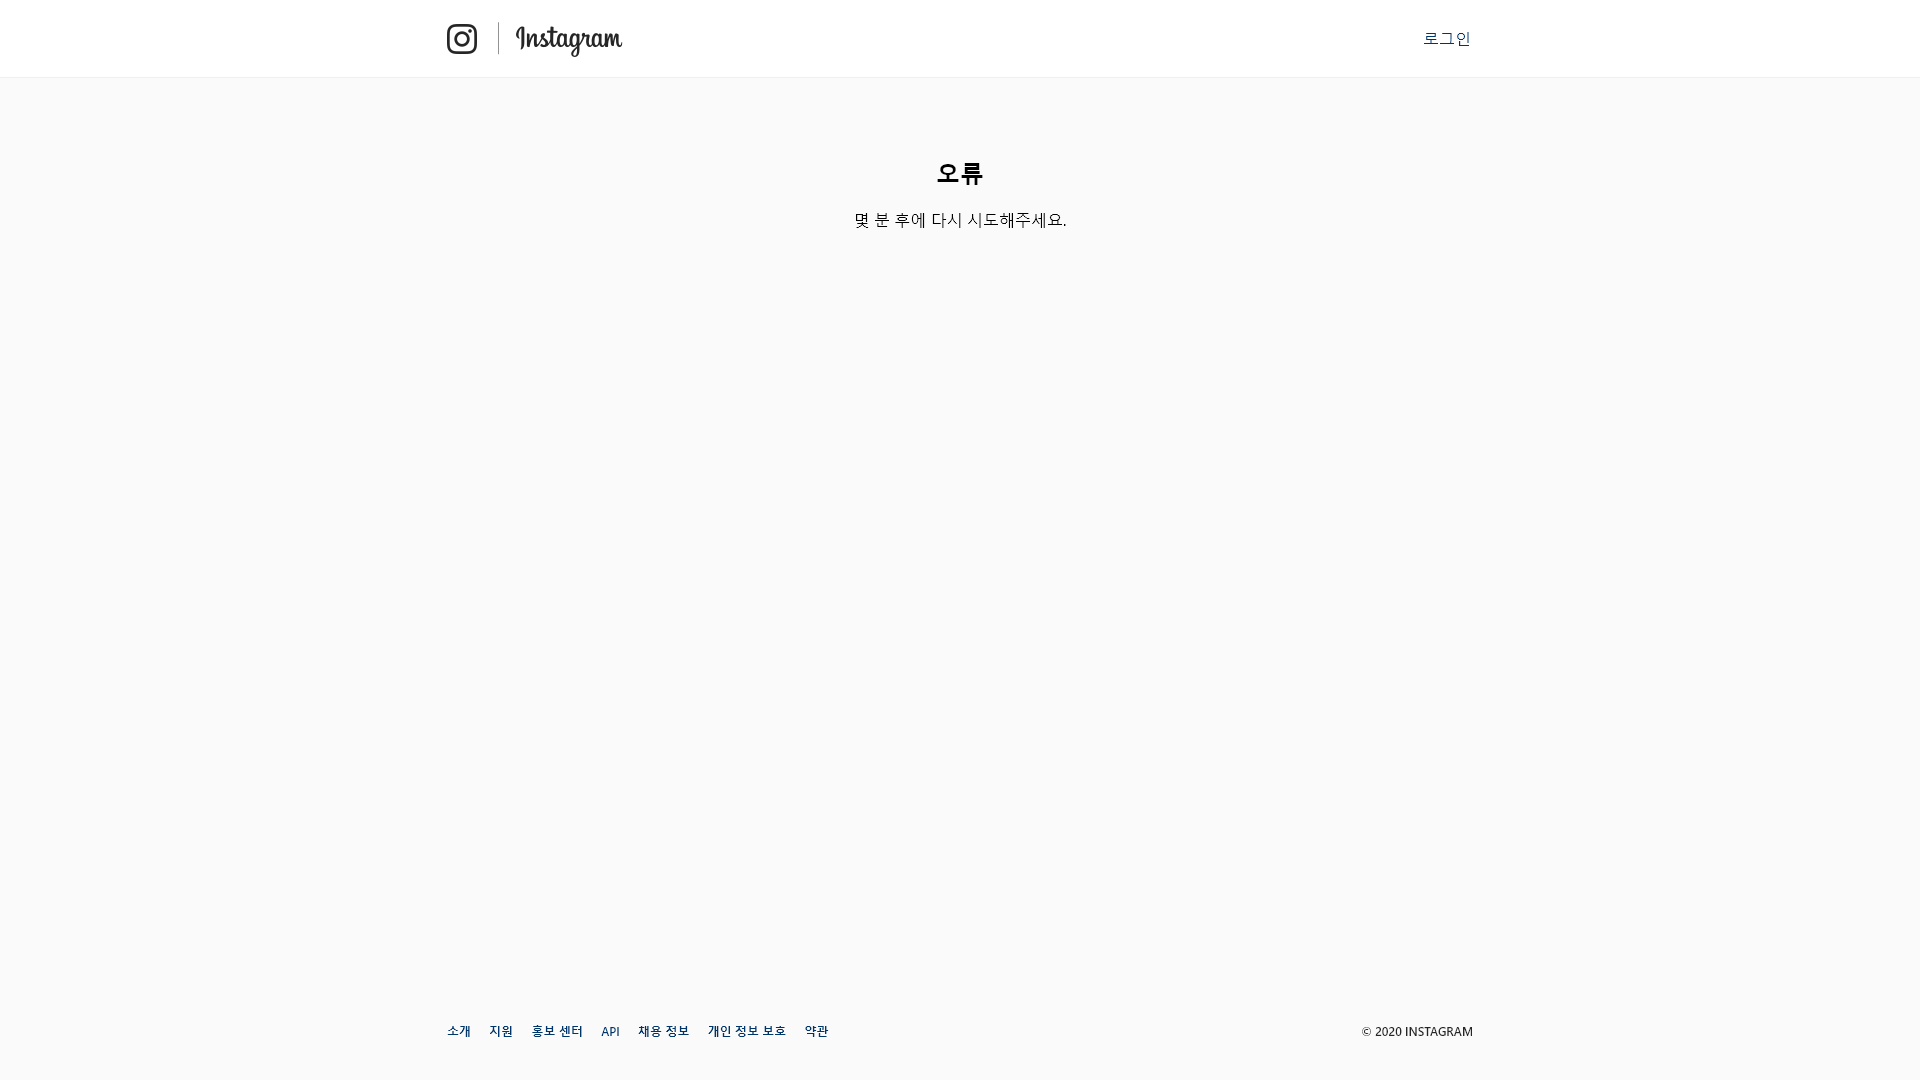 Instagram
로그인
오류
몇 분 후에 다시 시도해주세요.
소개 지원 홍보 센터 API 채용 정보 개인 정보 보호 약관
© 2020 INSTAGRAM